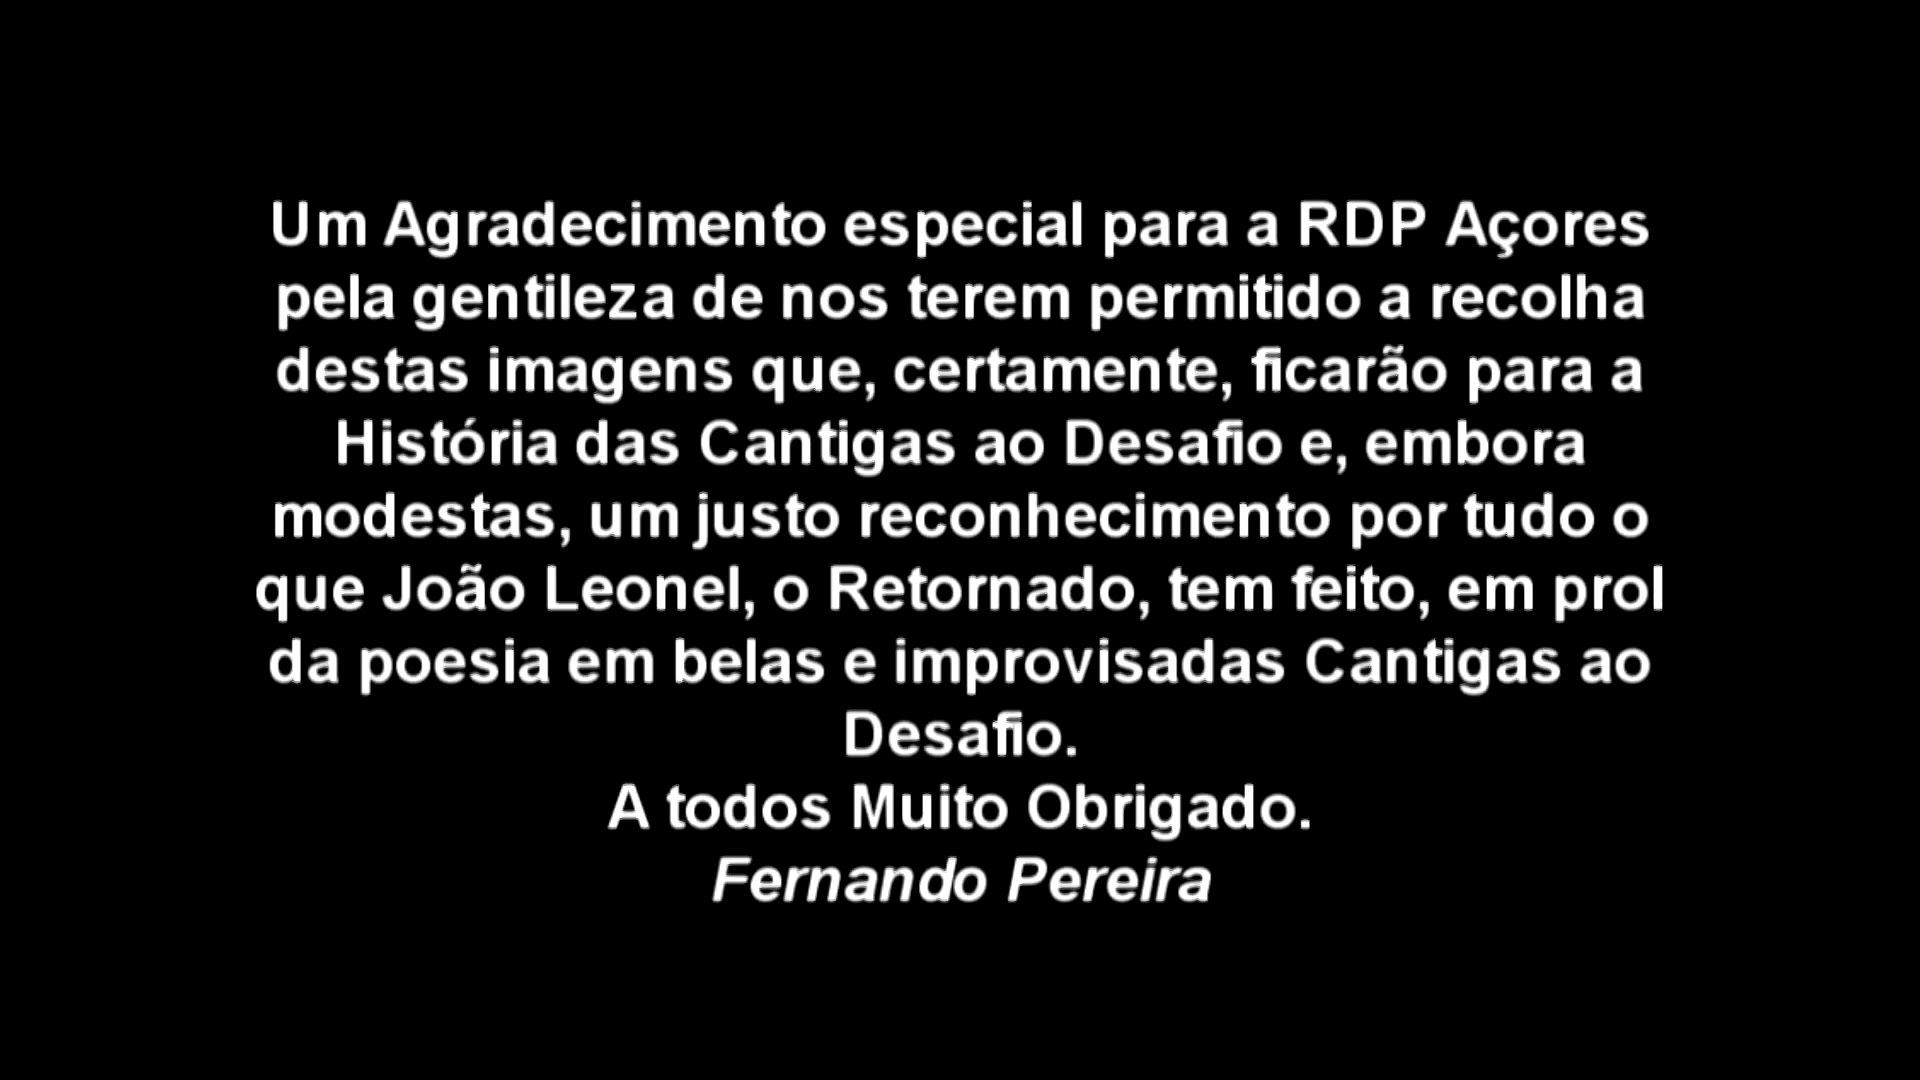 Um Agradecimento especial para a RDP Açores
pela gentileza de nos terem permitido a recolha
destas imagens que, certamente, ficarão para a
História das Cantigas ao Desafio e, embora
modestas, um justo reconhecimento por tudo o
que João Leonel, o Retornado, tem feito, em prol
da poesia em belas e improvisadas Cantigas ao
Desafio.
A todos Muito Obrigado.
Fernando Pereira